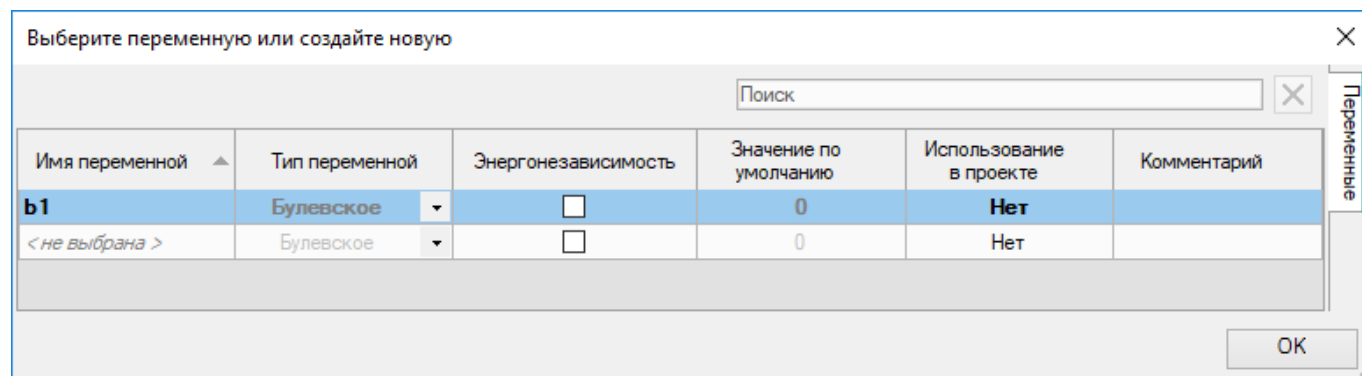 Выберите переменную или создайте новую
Поиск
Переменные
Имя переменной Тип переменной Энергонезависимость Значение по умолчанию Использование в проекте Комментарий
b1 Булевское 0 Нет
< не выбрана > Булевское 0 Нет
OK